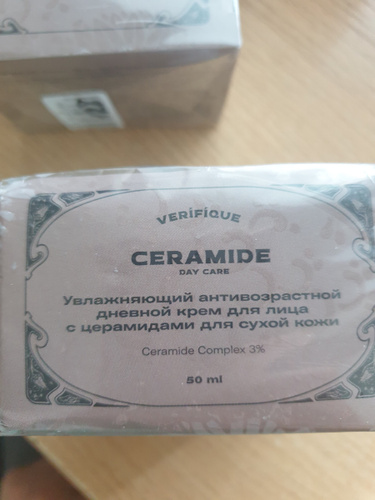 VERIFIQUE
CERAMIDE
DAY CARE
Увлажняющий антивозрастной
дневной крем для лица
с церамидами для сухой кожи
Ceramide Complex 3%
50 ml